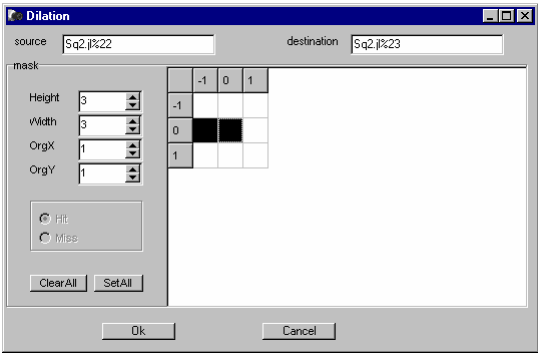 Dilation
source Sq2.jl%22 destination Sq2.jl%23
mask
-1 0 1
Height 3
-1
Width 3
0
OrgX 1
1
OrgY 1
Hit
Miss
ClearAll SetAll
Ok Cancel